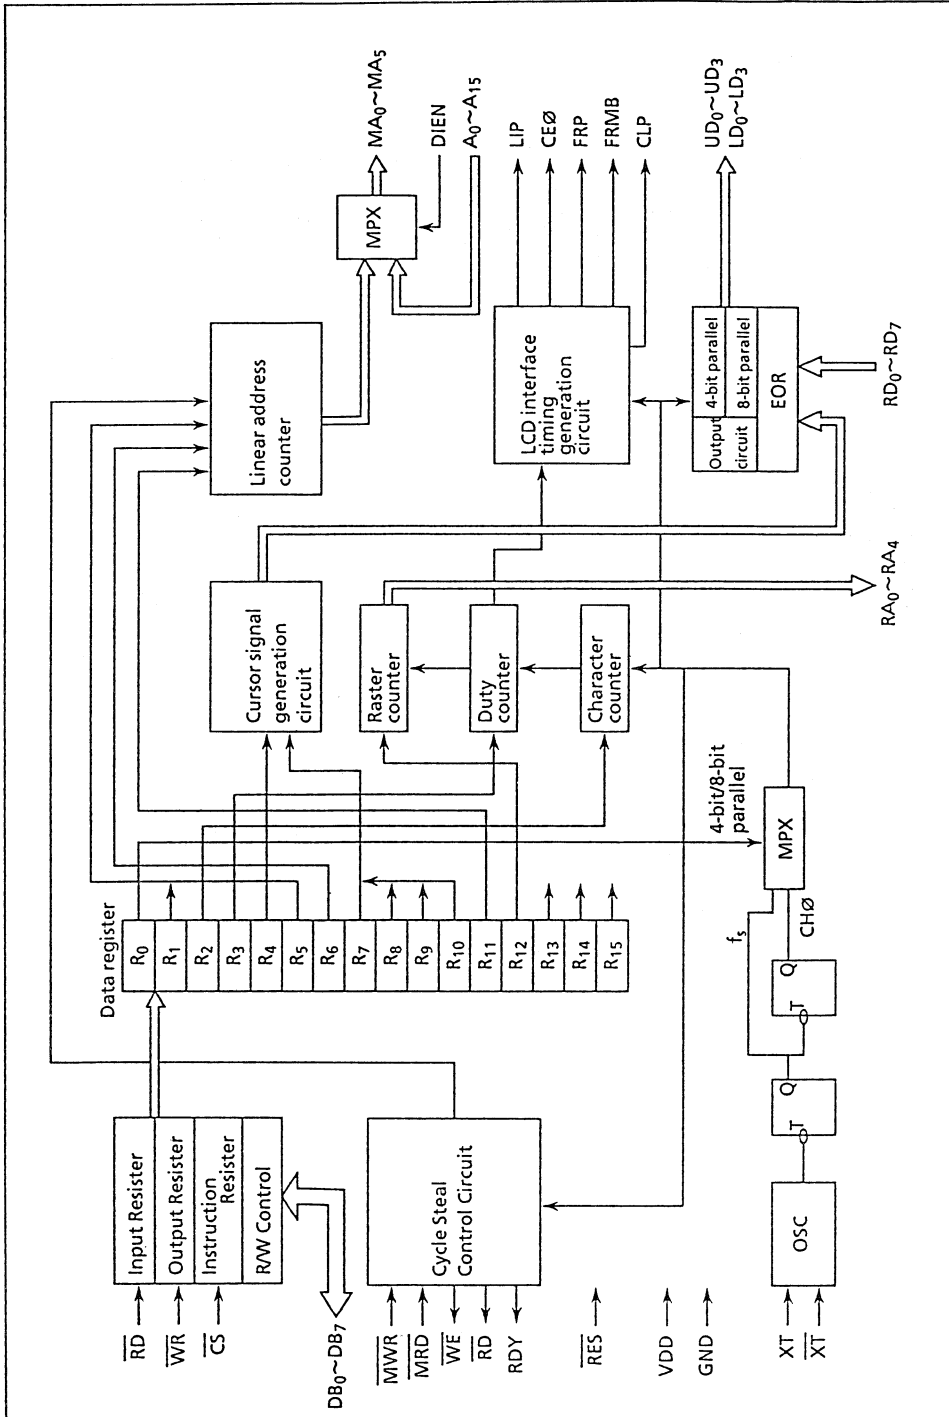 RD
WR
CS
Input Resister
Output Resister
Instruction
Resister
R/W Control
DB0~DB7
Data register
R0
R1
R2
R3
R4
R5
R6
R7
R8
R9
R10
R11
R12
R13
R14
R15
MWR
MRD
WE
RD
RDY
Cycle Steal
Control Circuit
RES
VDD
GND
XT
XT
OSC
T
Q
T
Q
fs
CHØ
MPX
4-bit/8-bit
parallel
Cursor signal
generation
circuit
Raster
counter
Duty
counter
Character
counter
RA0~RA4
Linear address
counter
MPX
MA0~MA5
DIEN
A0~A15
LCD interface
timing
generation
circuit
LIP
CEØ
FRP
FRMB
CLP
Output
circuit
4-bit parallel
8-bit parallel
EOR
UD0~UD3
LD0~LD3
RD0~RD7